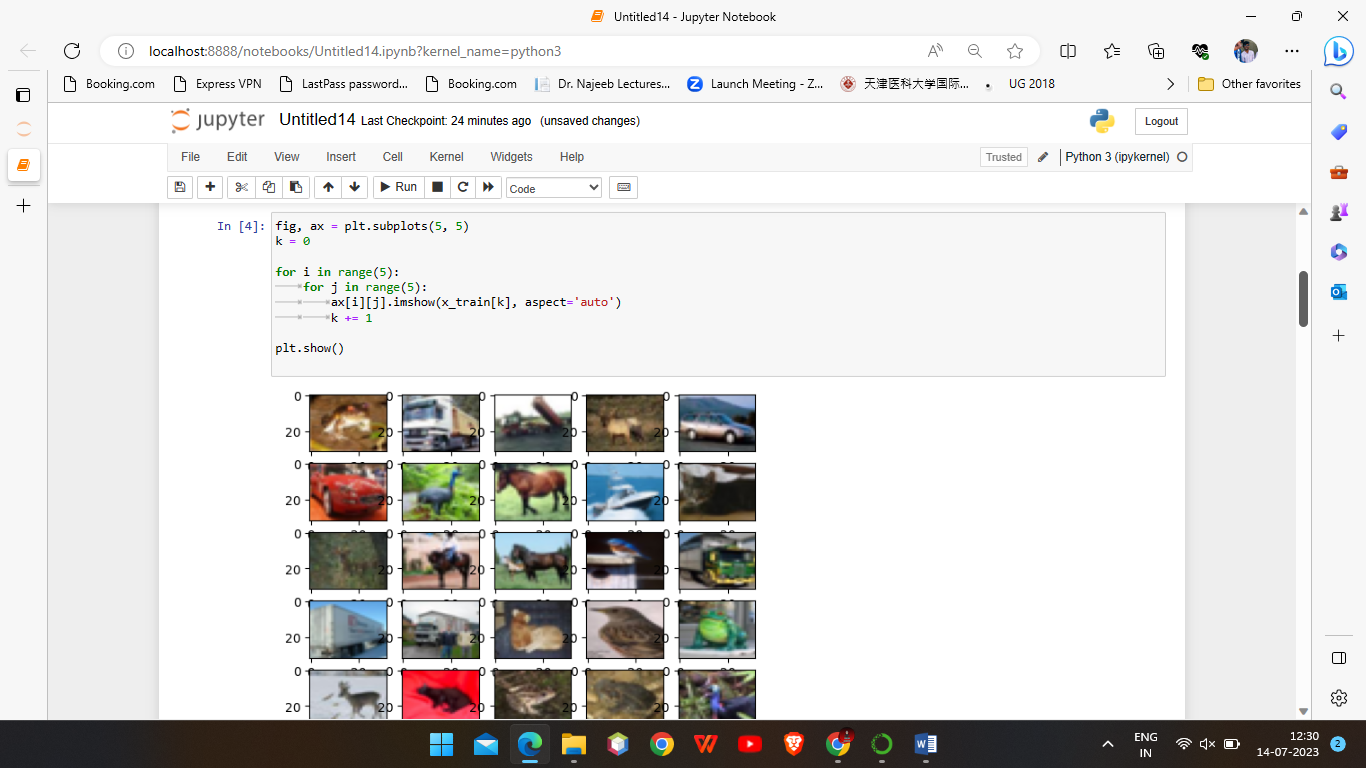 Untitled14 - Jupyter Notebook
localhost:8888/notebooks/Untitled14.ipynb?kernel_name=python3
Booking.com Express VPN LastPass password... Booking.com Dr. Najeeb Lectures... Launch Meeting - Z... 天津医科大学国际... UG 2018 Other favorites
jupyter Untitled14 Last Checkpoint: 24 minutes ago (unsaved changes) Logout
File Edit View Insert Cell Kernel Widgets Help Trusted Python 3 (ipykernel)
Run Code
In [4]: fig, ax = plt.subplots(5, 5)
k = 0
for i in range(5):
for j in range(5):
ax[i][j].imshow(x_train[k], aspect='auto')
k += 1
plt.show()
0 0 0 0 0
20 20 20 20 20
0 0 0 0 0
20 20 20 20 20
0 0 0 0 0
20 20 20 20 20
0 0 0 0 0
20 20 20 20 20
0 0 0 0 0
20 20 20 20 20
ENG 12:30
IN 14-07-2023 2